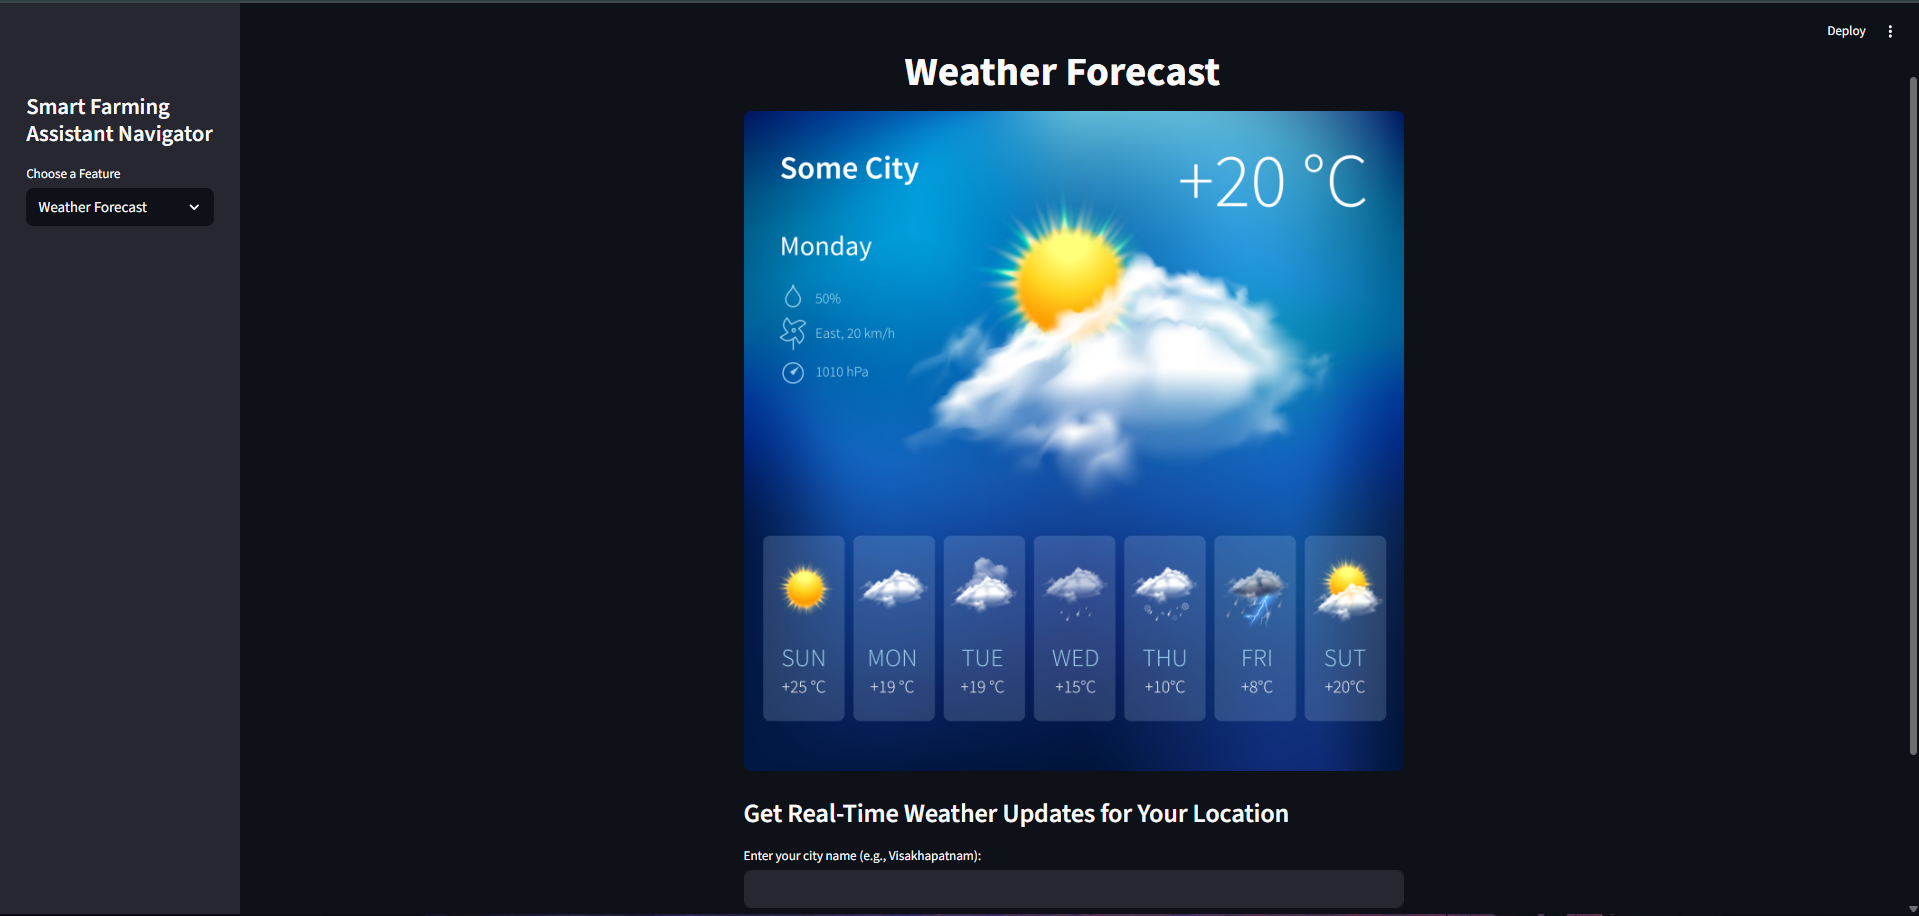 Deploy
Smart Farming
Assistant Navigator
Choose a Feature
Weather Forecast
Weather Forecast
Some City
+20 °C
Monday
50%
East, 20 km/h
1010 hPa
SUN MON TUE WED THU FRI SUT
+25 °C +19 °C +19 °C +15°C +10°C +8°C +20°C
Get Real-Time Weather Updates for Your Location
Enter your city name (e.g., Visakhapatnam):